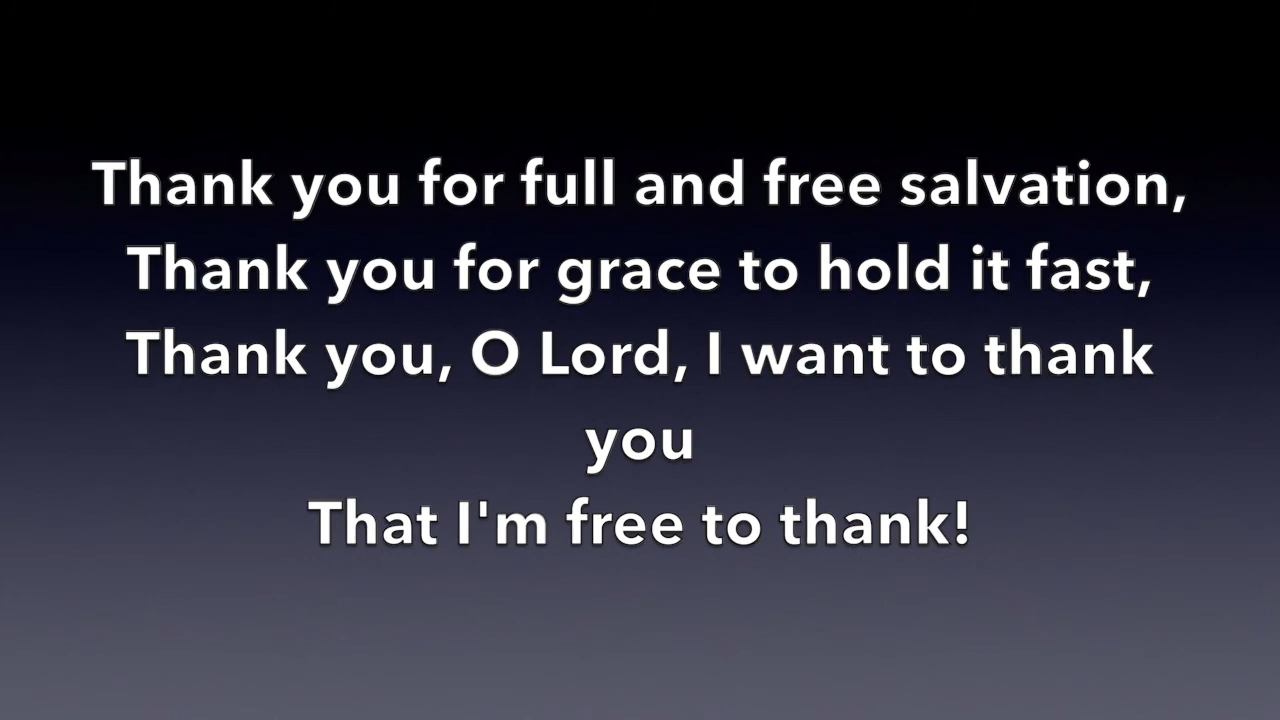 Thank you for full and free salvation,
Thank you for grace to hold it fast,
Thank you, O Lord, I want to thank
you
That I'm free to thank!